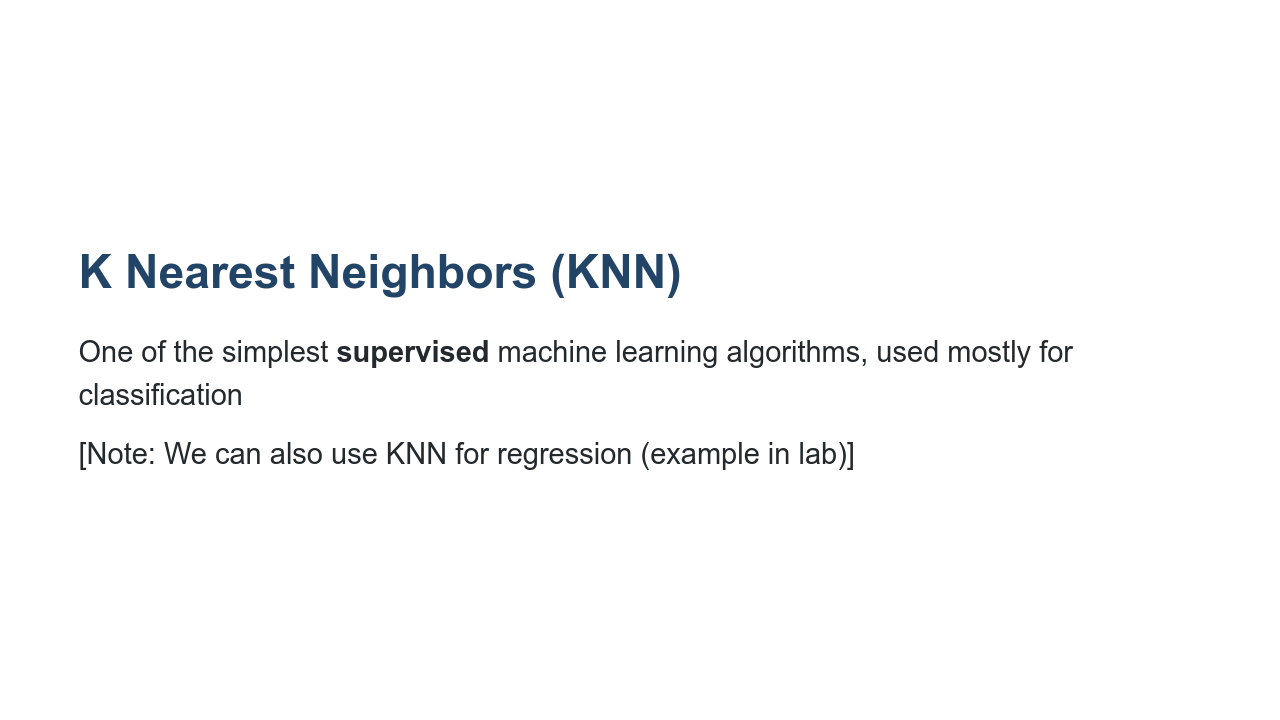 K Nearest Neighbors (KNN)
One of the simplest supervised machine learning algorithms, used mostly for
classification
[Note: We can also use KNN for regression (example in lab)]